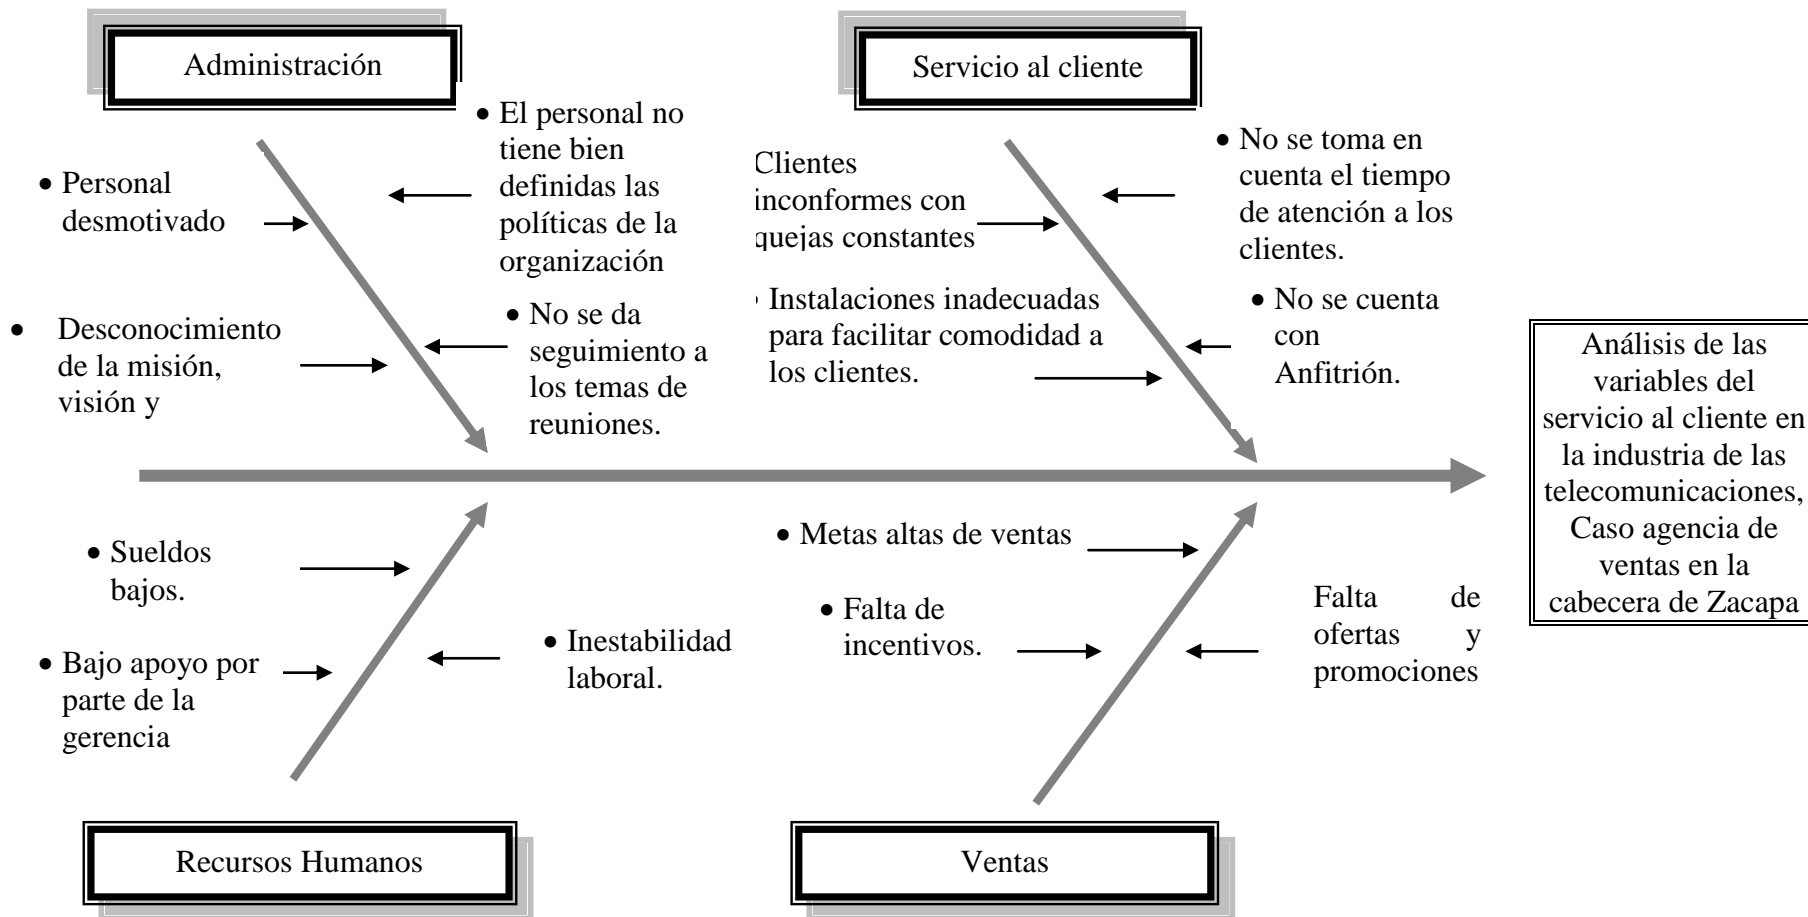 Administración
Servicio al cliente
• Personal
desmotivado
• El personal no
tiene bien
definidas las
políticas de la
organización
• Desconocimiento
de la misión,
visión y
• No se da
seguimiento a
los temas de
reuniones.
Clientes
inconformes con
quejas constantes
• No se toma en
cuenta el tiempo
de atención a los
clientes.
• Instalaciones inadecuadas
para facilitar comodidad a
los clientes.
• No se cuenta
con
Anfitrión.
Análisis de las
variables del
servicio al cliente en
la industria de las
telecomunicaciones,
Caso agencia de
ventas en la
cabecera de Zacapa
• Sueldos
bajos.
• Bajo apoyo por
parte de la
gerencia
• Inestabilidad
laboral.
• Metas altas de ventas
• Falta de
incentivos.
Falta de
ofertas y
promociones
Recursos Humanos
Ventas